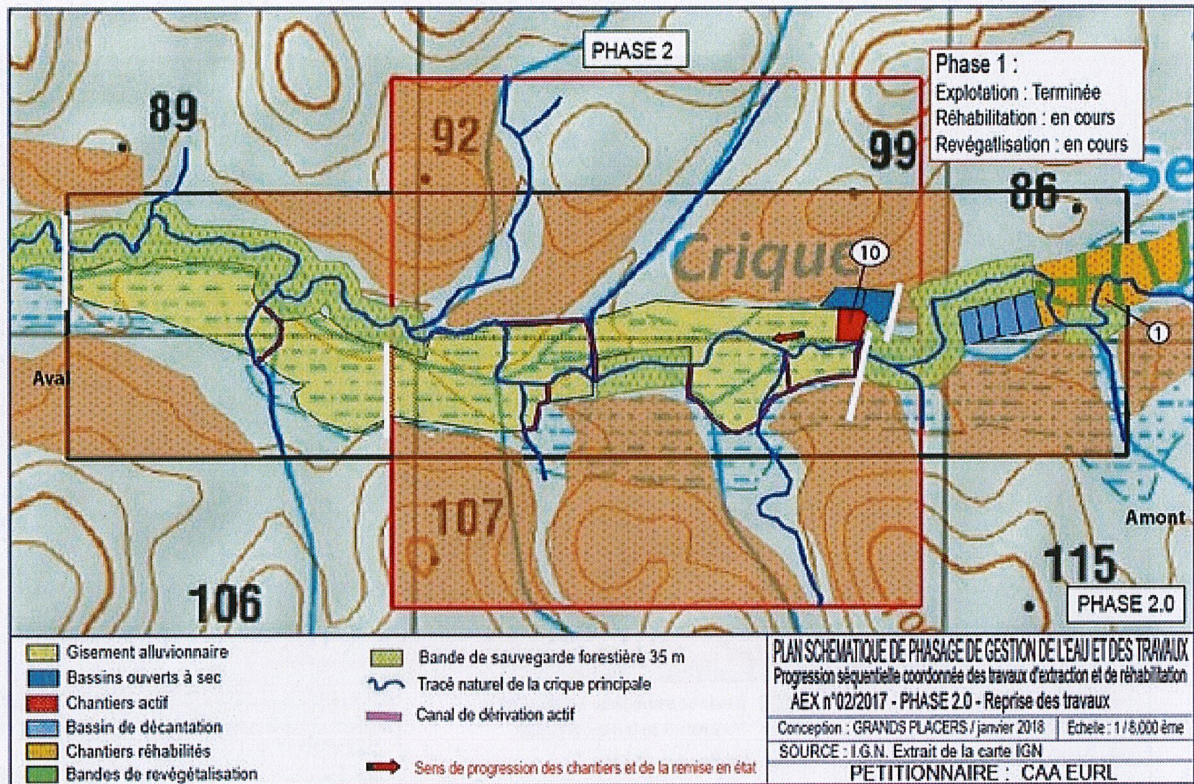 PHASE 2
Phase 1 :
Explotation : Terminée
Réhabilitation : en cours
Revégatlisation : en cours
89
92
99
86
Se
Crique
10
1
Aval
Amont
107
106
115
PHASE 2.0
Gisement alluvionnaire
Bassins ouverts à sec
Chantiers actif
Bassin de décantation
Chantiers réhabilités
Bandes de revégétalisation
Bande de sauvegarde forestière 35 m
Tracé naturel de la crique principale
Canal de dérivation actif
Sens de progression des chantiers et de la remise en état
PLAN SCHEMATIQUE DE PHASAGE DE GESTION DE L'EAU ET DES TRAVAUX
Progression séquentielle coordonnée des travaux d'extraction et de réhabilitation
AEX n°02/2017 - PHASE 2.0 - Reprise des travaux
Conception : GRANDS PLACERS / janvier 2018
Echelle : 1 / 8,000 ème
SOURCE : I.G.N. Extrait de la carte IGN
PETITIONNAIRE : CAA EURL